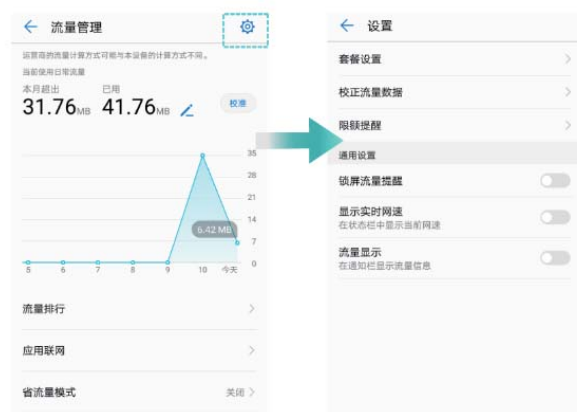 流量管理
运营商的流量计算方式可能与本设备的计算方式不同。
当前使用日常流量
本月超出 已用
31.76MB 41.76MB 校准
35
28
21
14
6.42 MB
7
0
5 6 7 8 9 10 今天
流量排行
应用联网
省流量模式 关闭
设置
套餐设置
校正流量数据
限额提醒
通用设置
锁屏流量提醒
显示实时网速
在状态栏中显示当前网速
流量显示
在通知栏显示流量信息